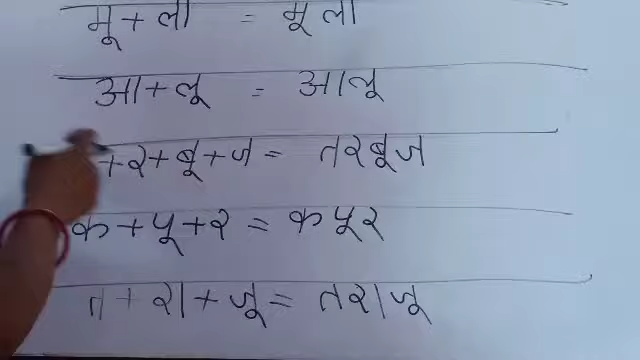 मू + ली = मूली
आ + लू = आलू
+ र + बू + ज = तरबूज
क + पू + र = कपूर
त + रा + जू = तराजू